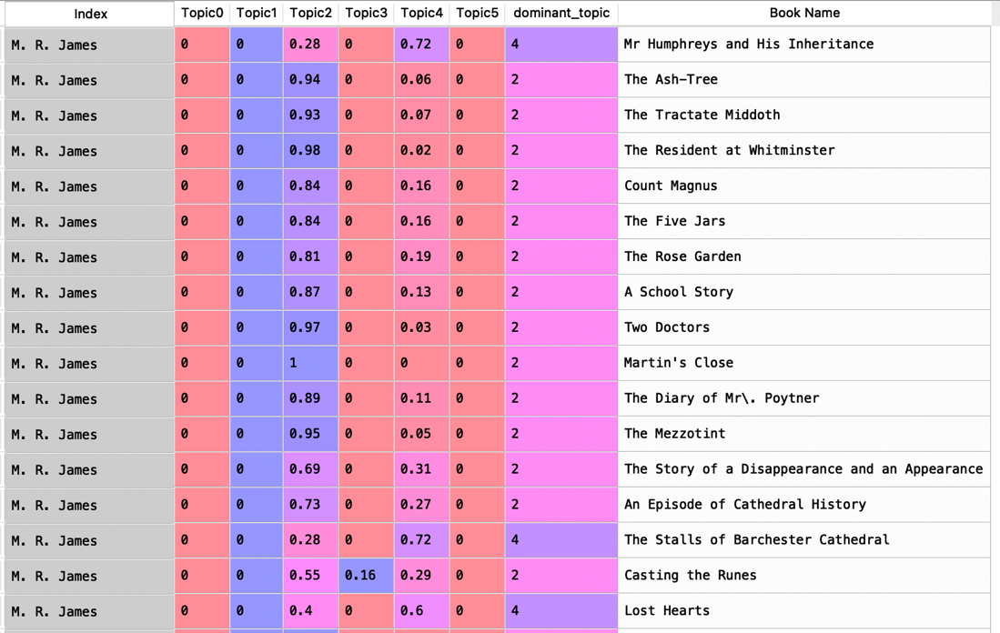 Index Topic0 Topic1 Topic2 Topic3 Topic4 Topic5 dominant_topic Book Name
M. R. James 0 0 0.28 0 0.72 0 4 Mr Humphreys and His Inheritance
M. R. James 0 0 0.94 0 0.06 0 2 The Ash-Tree
M. R. James 0 0 0.93 0 0.07 0 2 The Tractate Middoth
M. R. James 0 0 0.98 0 0.02 0 2 The Resident at Whitminster
M. R. James 0 0 0.84 0 0.16 0 2 Count Magnus
M. R. James 0 0 0.84 0 0.16 0 2 The Five Jars
M. R. James 0 0 0.81 0 0.19 0 2 The Rose Garden
M. R. James 0 0 0.87 0 0.13 0 2 A School Story
M. R. James 0 0 0.97 0 0.03 0 2 Two Doctors
M. R. James 0 0 1 0 0 0 2 Martin's Close
M. R. James 0 0 0.89 0 0.11 0 2 The Diary of Mr\. Poytner
M. R. James 0 0 0.95 0 0.05 0 2 The Mezzotint
M. R. James 0 0 0.69 0 0.31 0 2 The Story of a Disappearance and an Appearance
M. R. James 0 0 0.73 0 0.27 0 2 An Episode of Cathedral History
M. R. James 0 0 0.28 0 0.72 0 4 The Stalls of Barchester Cathedral
M. R. James 0 0 0.55 0.16 0.29 0 2 Casting the Runes
M. R. James 0 0 0.4 0 0.6 0 4 Lost Hearts